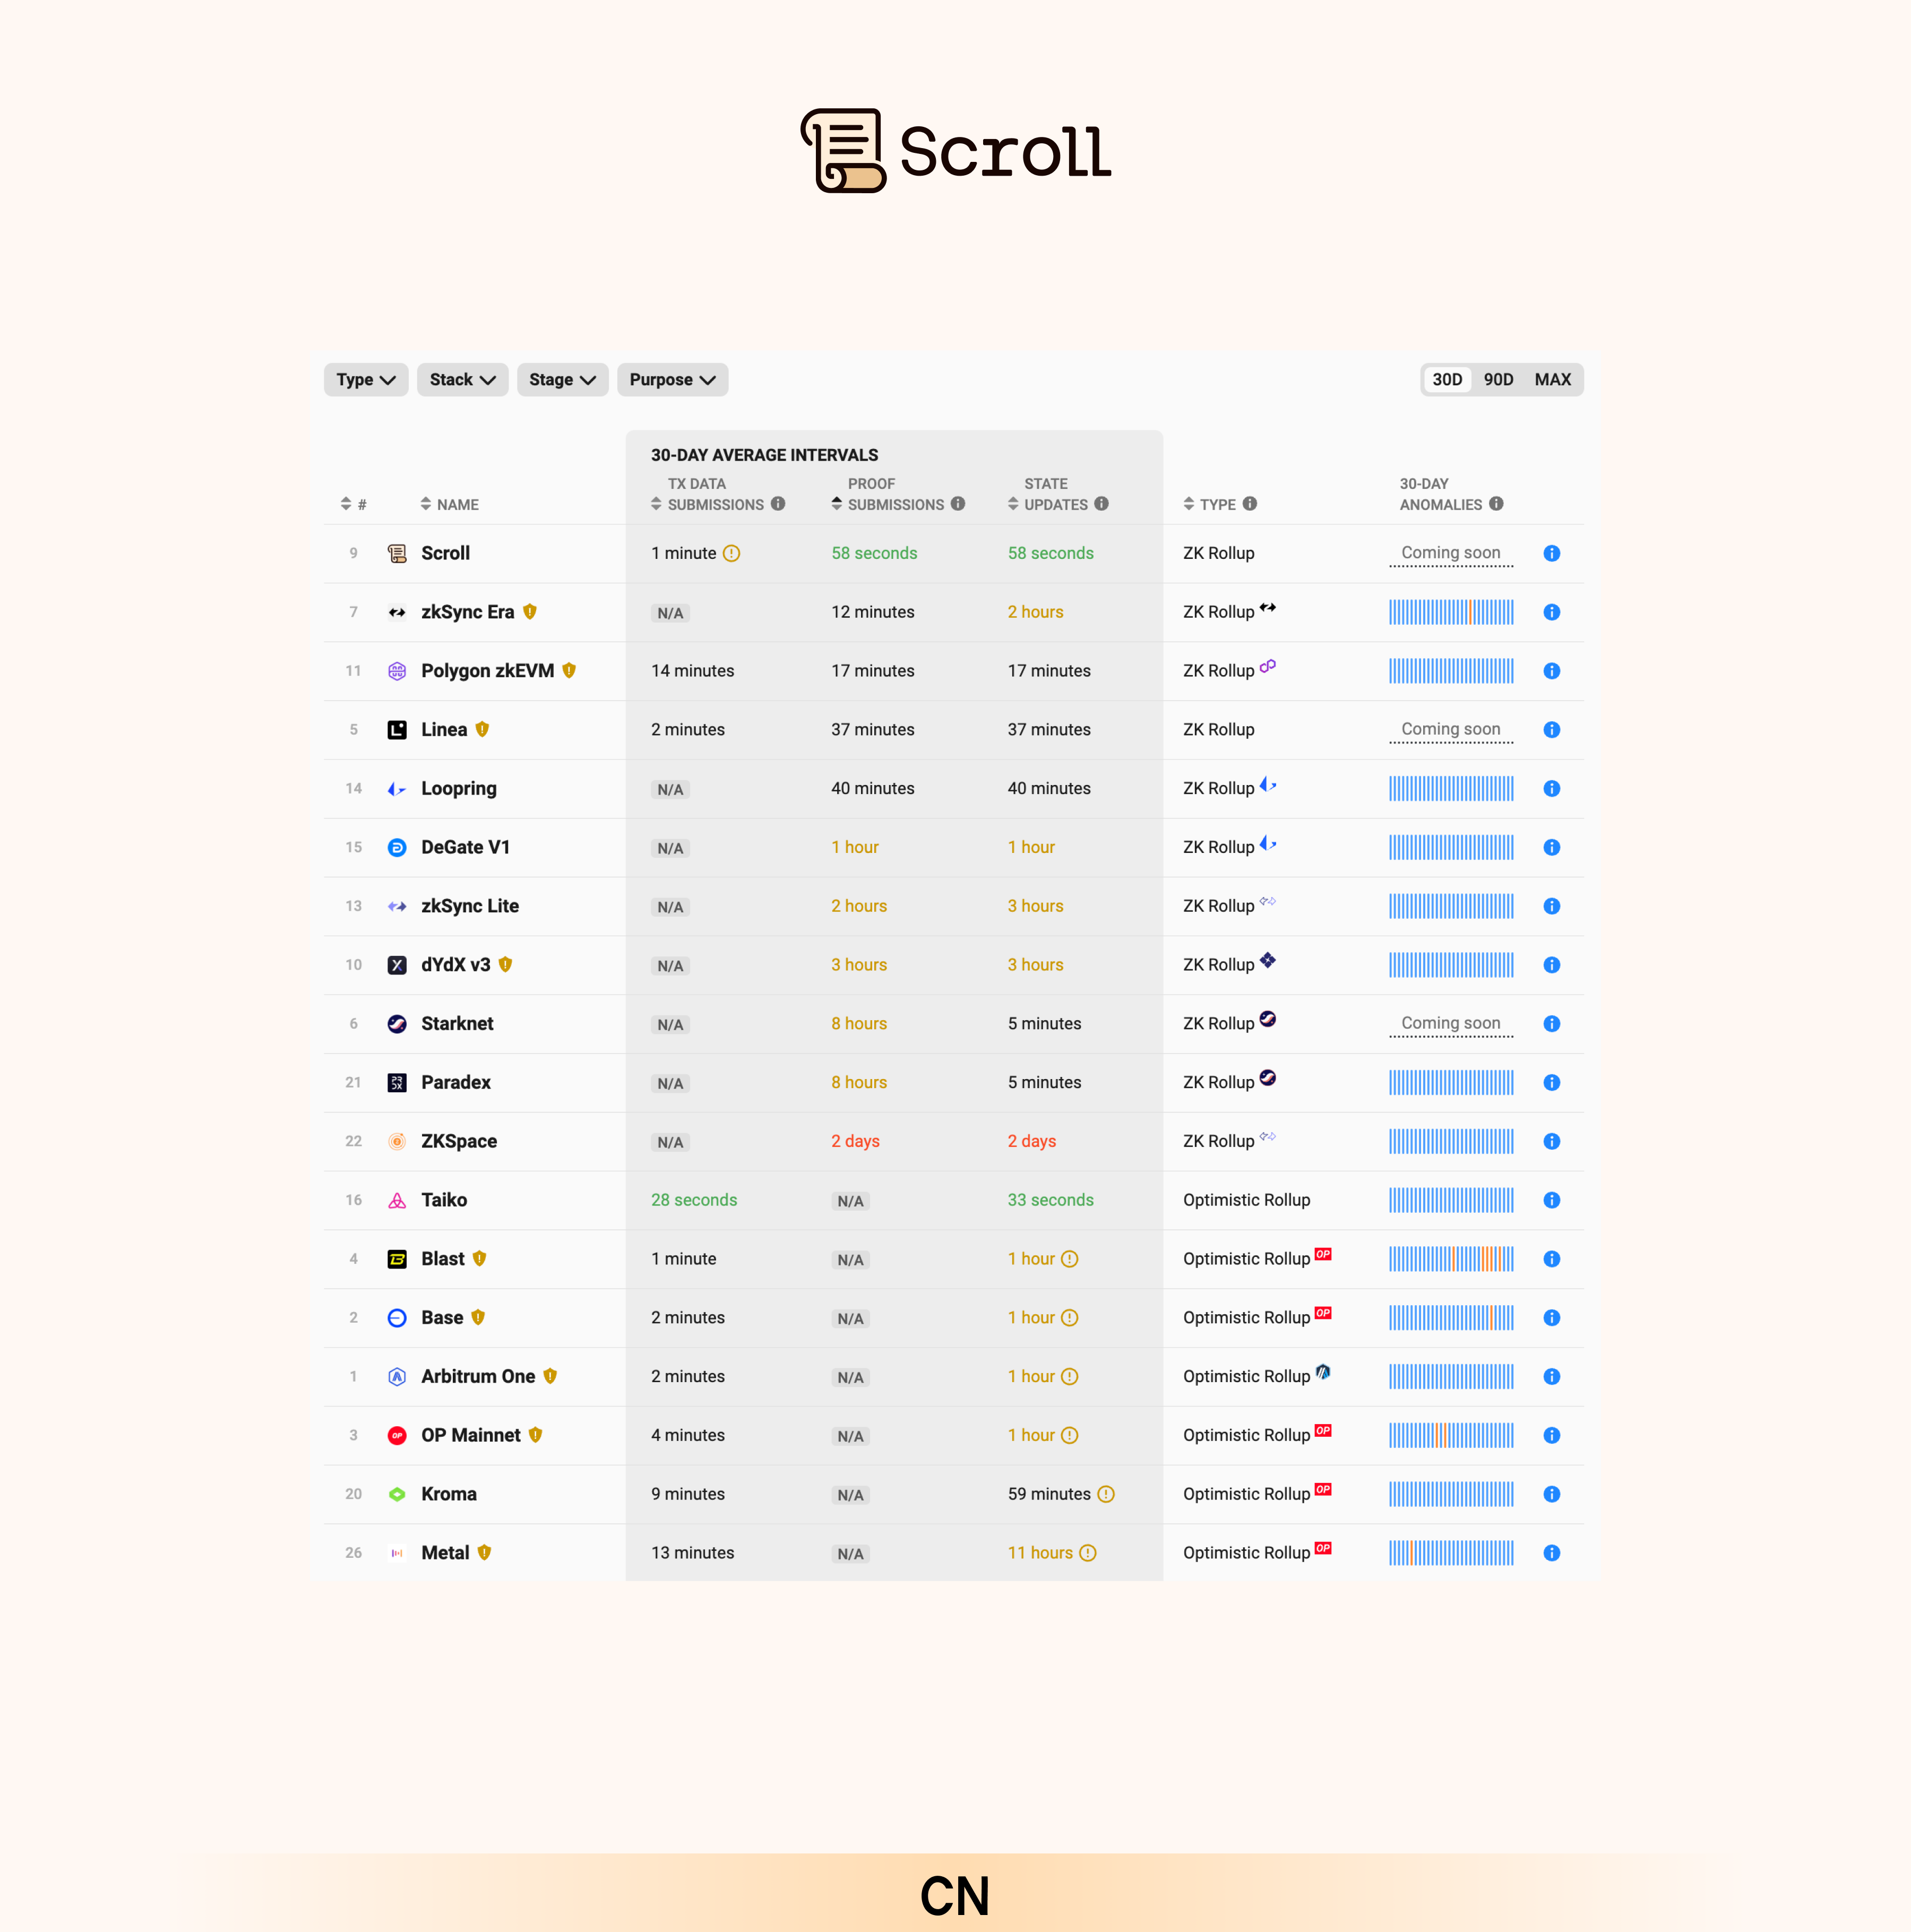 Scroll
Type Stack Stage Purpose 30D 90D MAX
30-DAY AVERAGE INTERVALS
# NAME TX DATA SUBMISSIONS PROOF SUBMISSIONS STATE UPDATES TYPE 30-DAY ANOMALIES
9 Scroll 1 minute 58 seconds 58 seconds ZK Rollup Coming soon
7 zkSync Era N/A 12 minutes 2 hours ZK Rollup
11 Polygon zkEVM 14 minutes 17 minutes 17 minutes ZK Rollup
5 Linea 2 minutes 37 minutes 37 minutes ZK Rollup Coming soon
14 Loopring N/A 40 minutes 40 minutes ZK Rollup
15 DeGate V1 N/A 1 hour 1 hour ZK Rollup
13 zkSync Lite N/A 2 hours 3 hours ZK Rollup
10 dYdX v3 N/A 3 hours 3 hours ZK Rollup
6 Starknet N/A 8 hours 5 minutes ZK Rollup Coming soon
21 Paradex N/A 8 hours 5 minutes ZK Rollup
22 ZKSpace N/A 2 days 2 days ZK Rollup
16 Taiko 28 seconds N/A 33 seconds Optimistic Rollup
4 Blast 1 minute N/A 1 hour Optimistic Rollup OP
2 Base 2 minutes N/A 1 hour Optimistic Rollup OP
1 Arbitrum One 2 minutes N/A 1 hour Optimistic Rollup
3 OP OP Mainnet 4 minutes N/A 1 hour Optimistic Rollup OP
20 Kroma 9 minutes N/A 59 minutes Optimistic Rollup OP
26 Metal 13 minutes N/A 11 hours Optimistic Rollup OP
CN